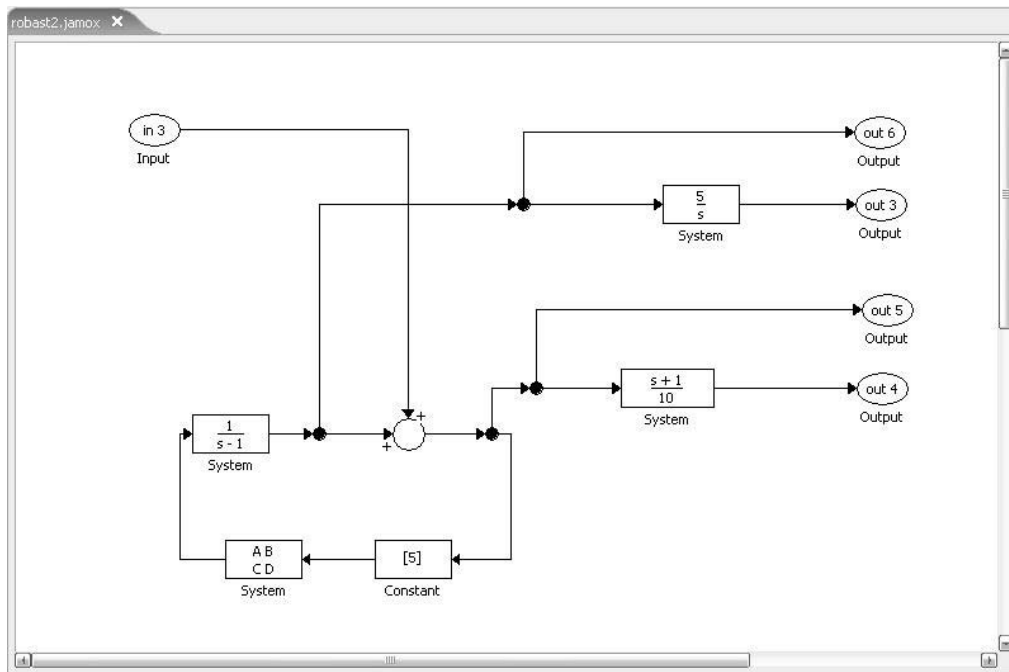 robast2.jamox
in 3
Input
out 6
Output
5
s
System
out 3
Output
out 5
Output
s + 1
10
System
out 4
Output
+
+
1
s - 1
System
A B
C D
System
[5]
Constant